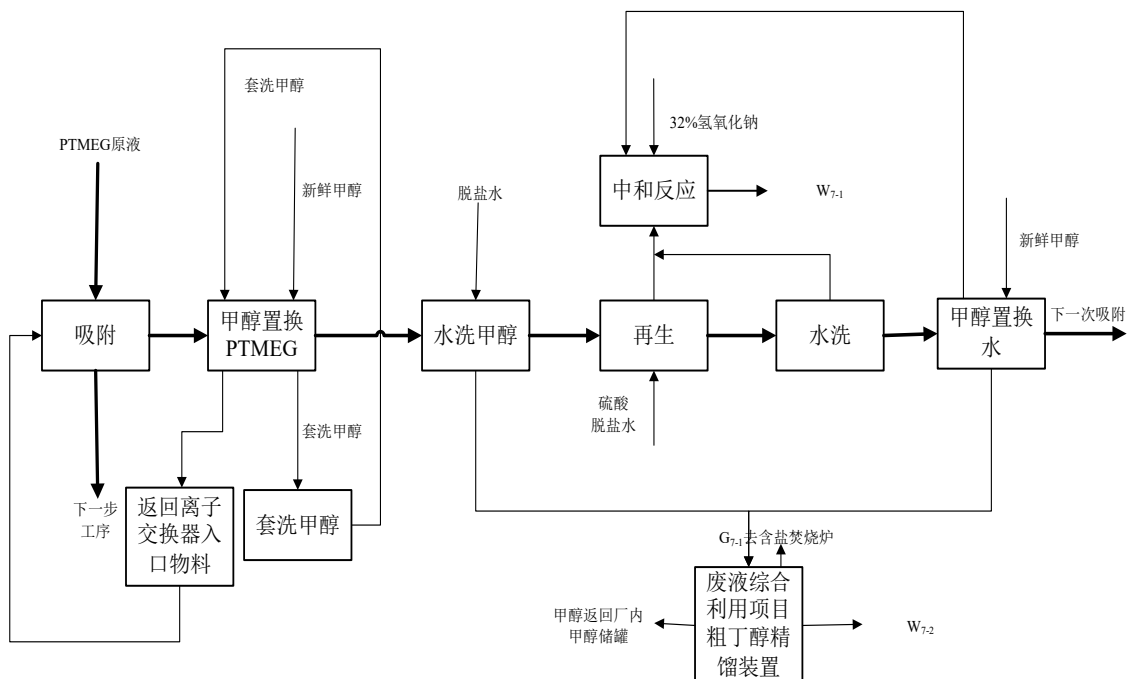 套洗甲醇
32%氢氧化钠
PTMEG原液
中和反应
W7-1
新鲜甲醇
脱盐水
新鲜甲醇
吸附
甲醇置换
PTMEG
水洗甲醇
再生
水洗
甲醇置换
水
下一次吸附
硫酸
脱盐水
套洗甲醇
下一步
工序
返回离子
交换器入
口物料
套洗甲醇
G7-1去含盐焚烧炉
废液综合
利用项目
粗丁醇精
馏装置
甲醇返回厂内
甲醇储罐
W7-2